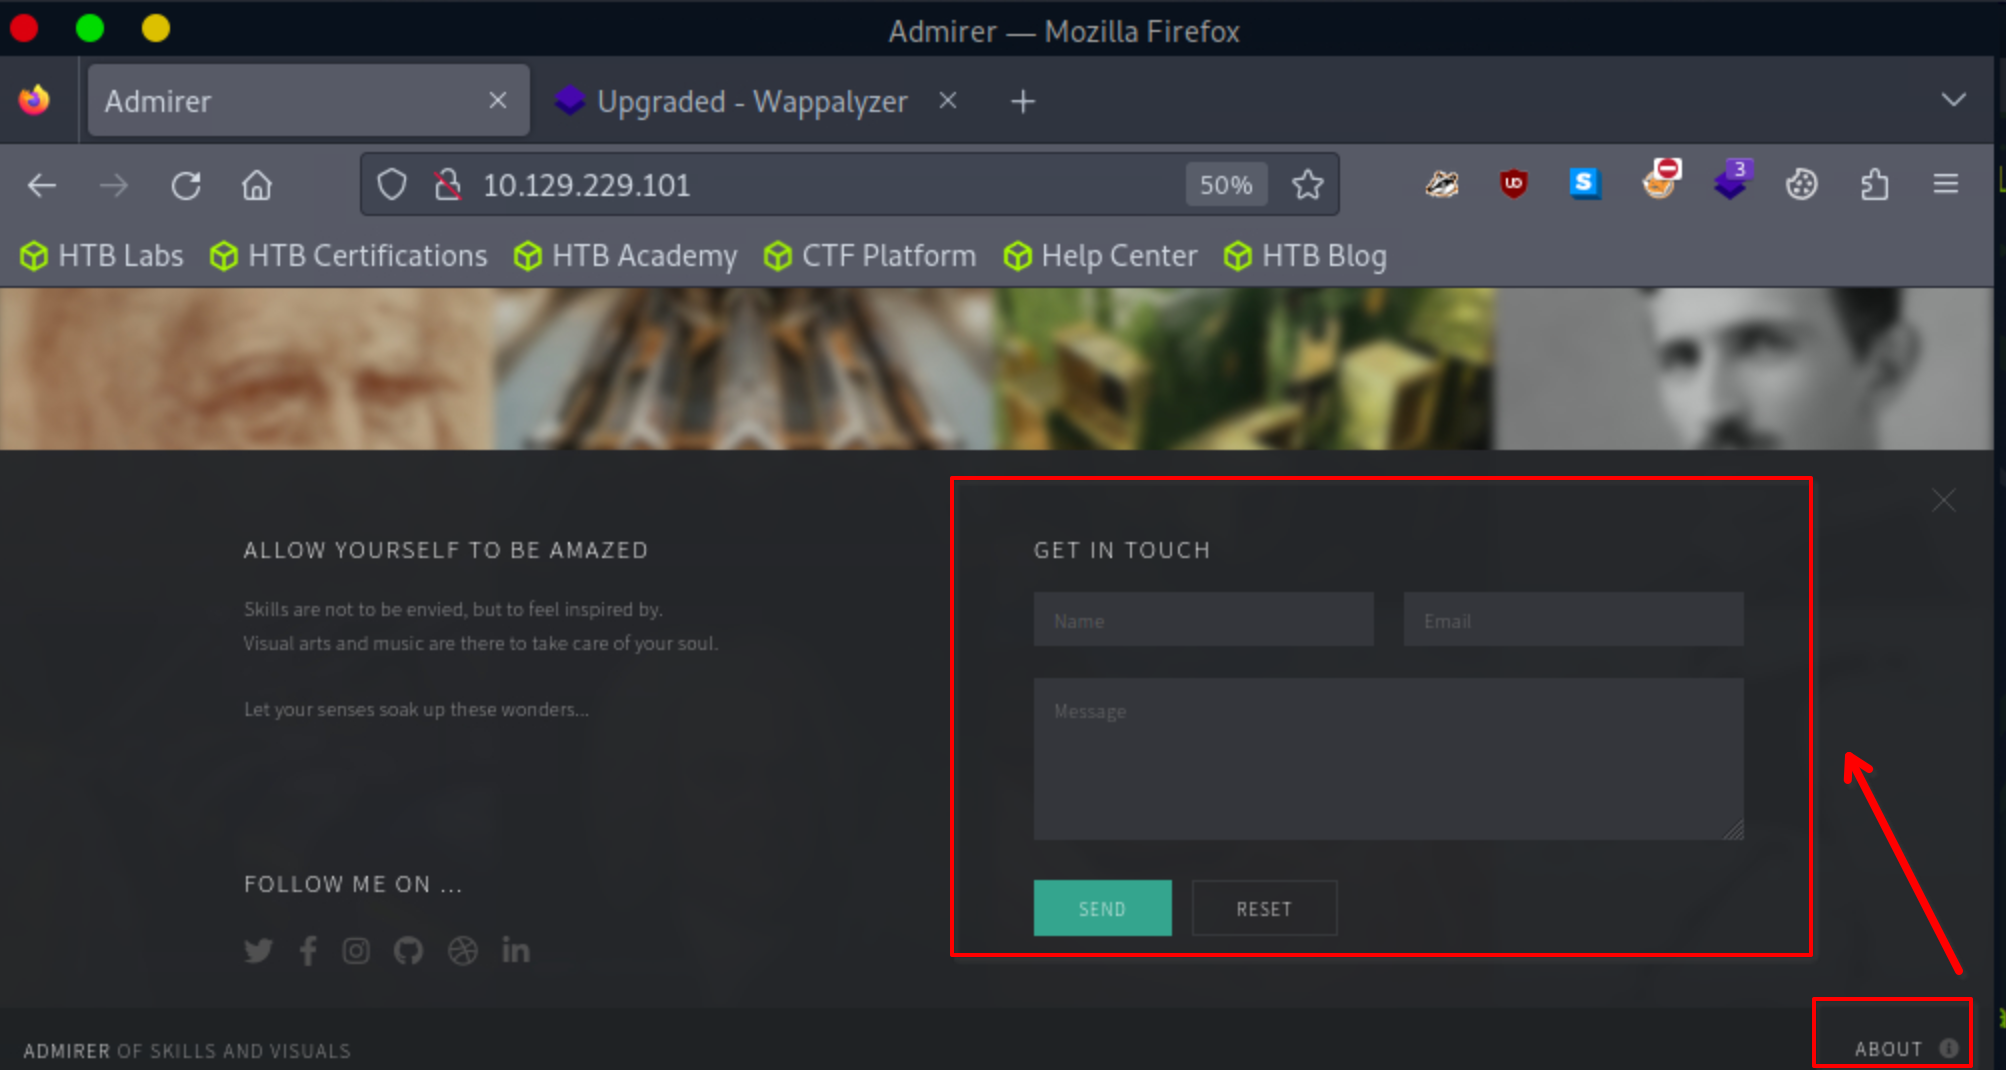 Admirer — Mozilla Firefox
Admirer
Upgraded - Wappalyzer
10.129.229.101
50%
UO
S
3
HTB Labs
HTB Certifications
HTB Academy
CTF Platform
Help Center
HTB Blog
ALLOW YOURSELF TO BE AMAZED
Skills are not to be envied, but to feel inspired by.
Visual arts and music are there to take care of your soul.
Let your senses soak up these wonders...
FOLLOW ME ON ...
GET IN TOUCH
Name
Email
Message
SEND
RESET
ADMIRER OF SKILLS AND VISUALS
ABOUT